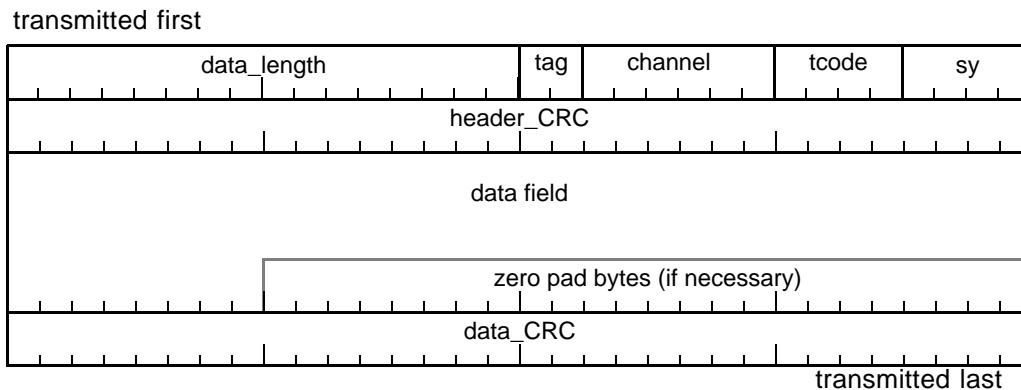 transmitted first
data_length tag channel tcode sy
header_CRC
data field
zero pad bytes (if necessary)
data_CRC
transmitted last